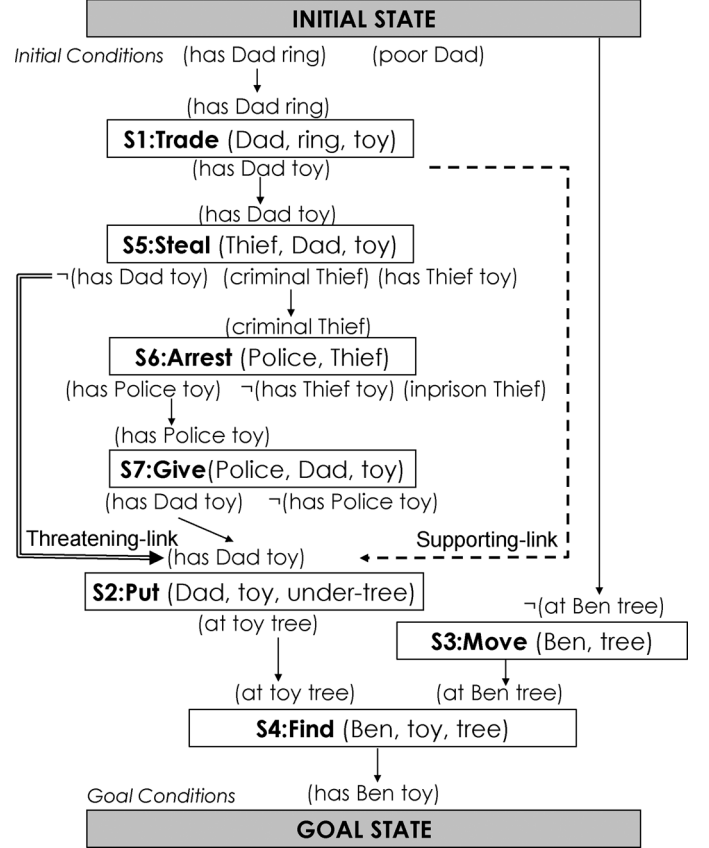 INITIAL STATE
Initial Conditions (has Dad ring) (poor Dad)
(has Dad ring)
S1:Trade (Dad, ring, toy)
(has Dad toy)
(has Dad toy)
S5:Steal (Thief, Dad, toy)
¬(has Dad toy) (criminal Thief) (has Thief toy)
(criminal Thief)
S6:Arrest (Police, Thief)
(has Police toy) ¬(has Thief toy) (inprison Thief)
(has Police toy)
S7:Give(Police, Dad, toy)
(has Dad toy) ¬(has Police toy)
Threatening-link Supporting-link
(has Dad toy)
S2:Put (Dad, toy, under-tree)
¬(at Ben tree)
(at toy tree)
S3:Move (Ben, tree)
(at toy tree) (at Ben tree)
S4:Find (Ben, toy, tree)
Goal Conditions (has Ben toy)
GOAL STATE